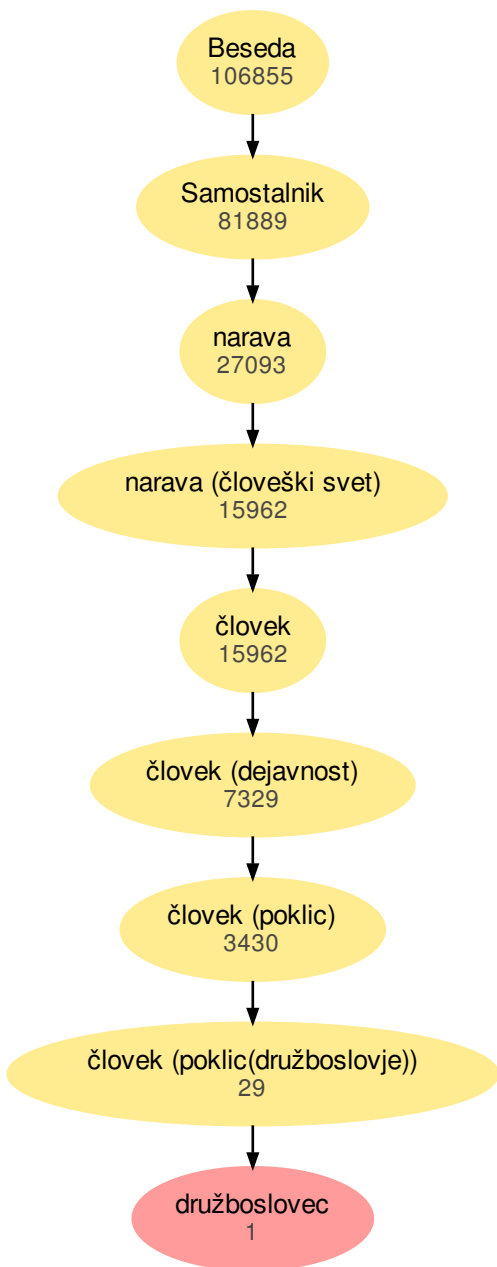 Beseda
106855
Samostalnik
81889
narava
27093
narava (človeški svet)
15962
človek
15962
človek (dejavnost)
7329
človek (poklic)
3430
človek (poklic(družboslovje))
29
družboslovec
1